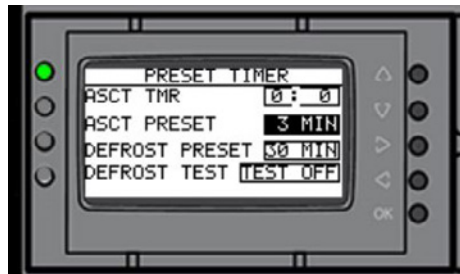 PRESET TIMER
ASCT TMR 0: 0
ASCT PRESET 3 MIN
DEFROST PRESET 30 MIN
DEFROST TEST TEST OFF
OK